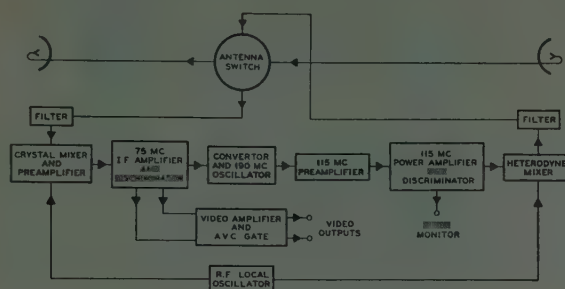 ANTENNA
SWITCH
FILTER
FILTER
CRYSTAL MIXER
AND
PREAMPLIFIER
75 MC
I F AMPLIFIER
CONVERTOR
AND 190 MC
OSCILLATOR
115 MC
PREAMPLIFIER
115 MC
POWER AMPLIFIER
DISCRIMINATOR
HETERODYNE
MIXER
VIDEO AMPLIFIER
AND
A.V.C GATE
VIDEO
OUTPUTS
MONITOR
R.F LOCAL
OSCILLATOR